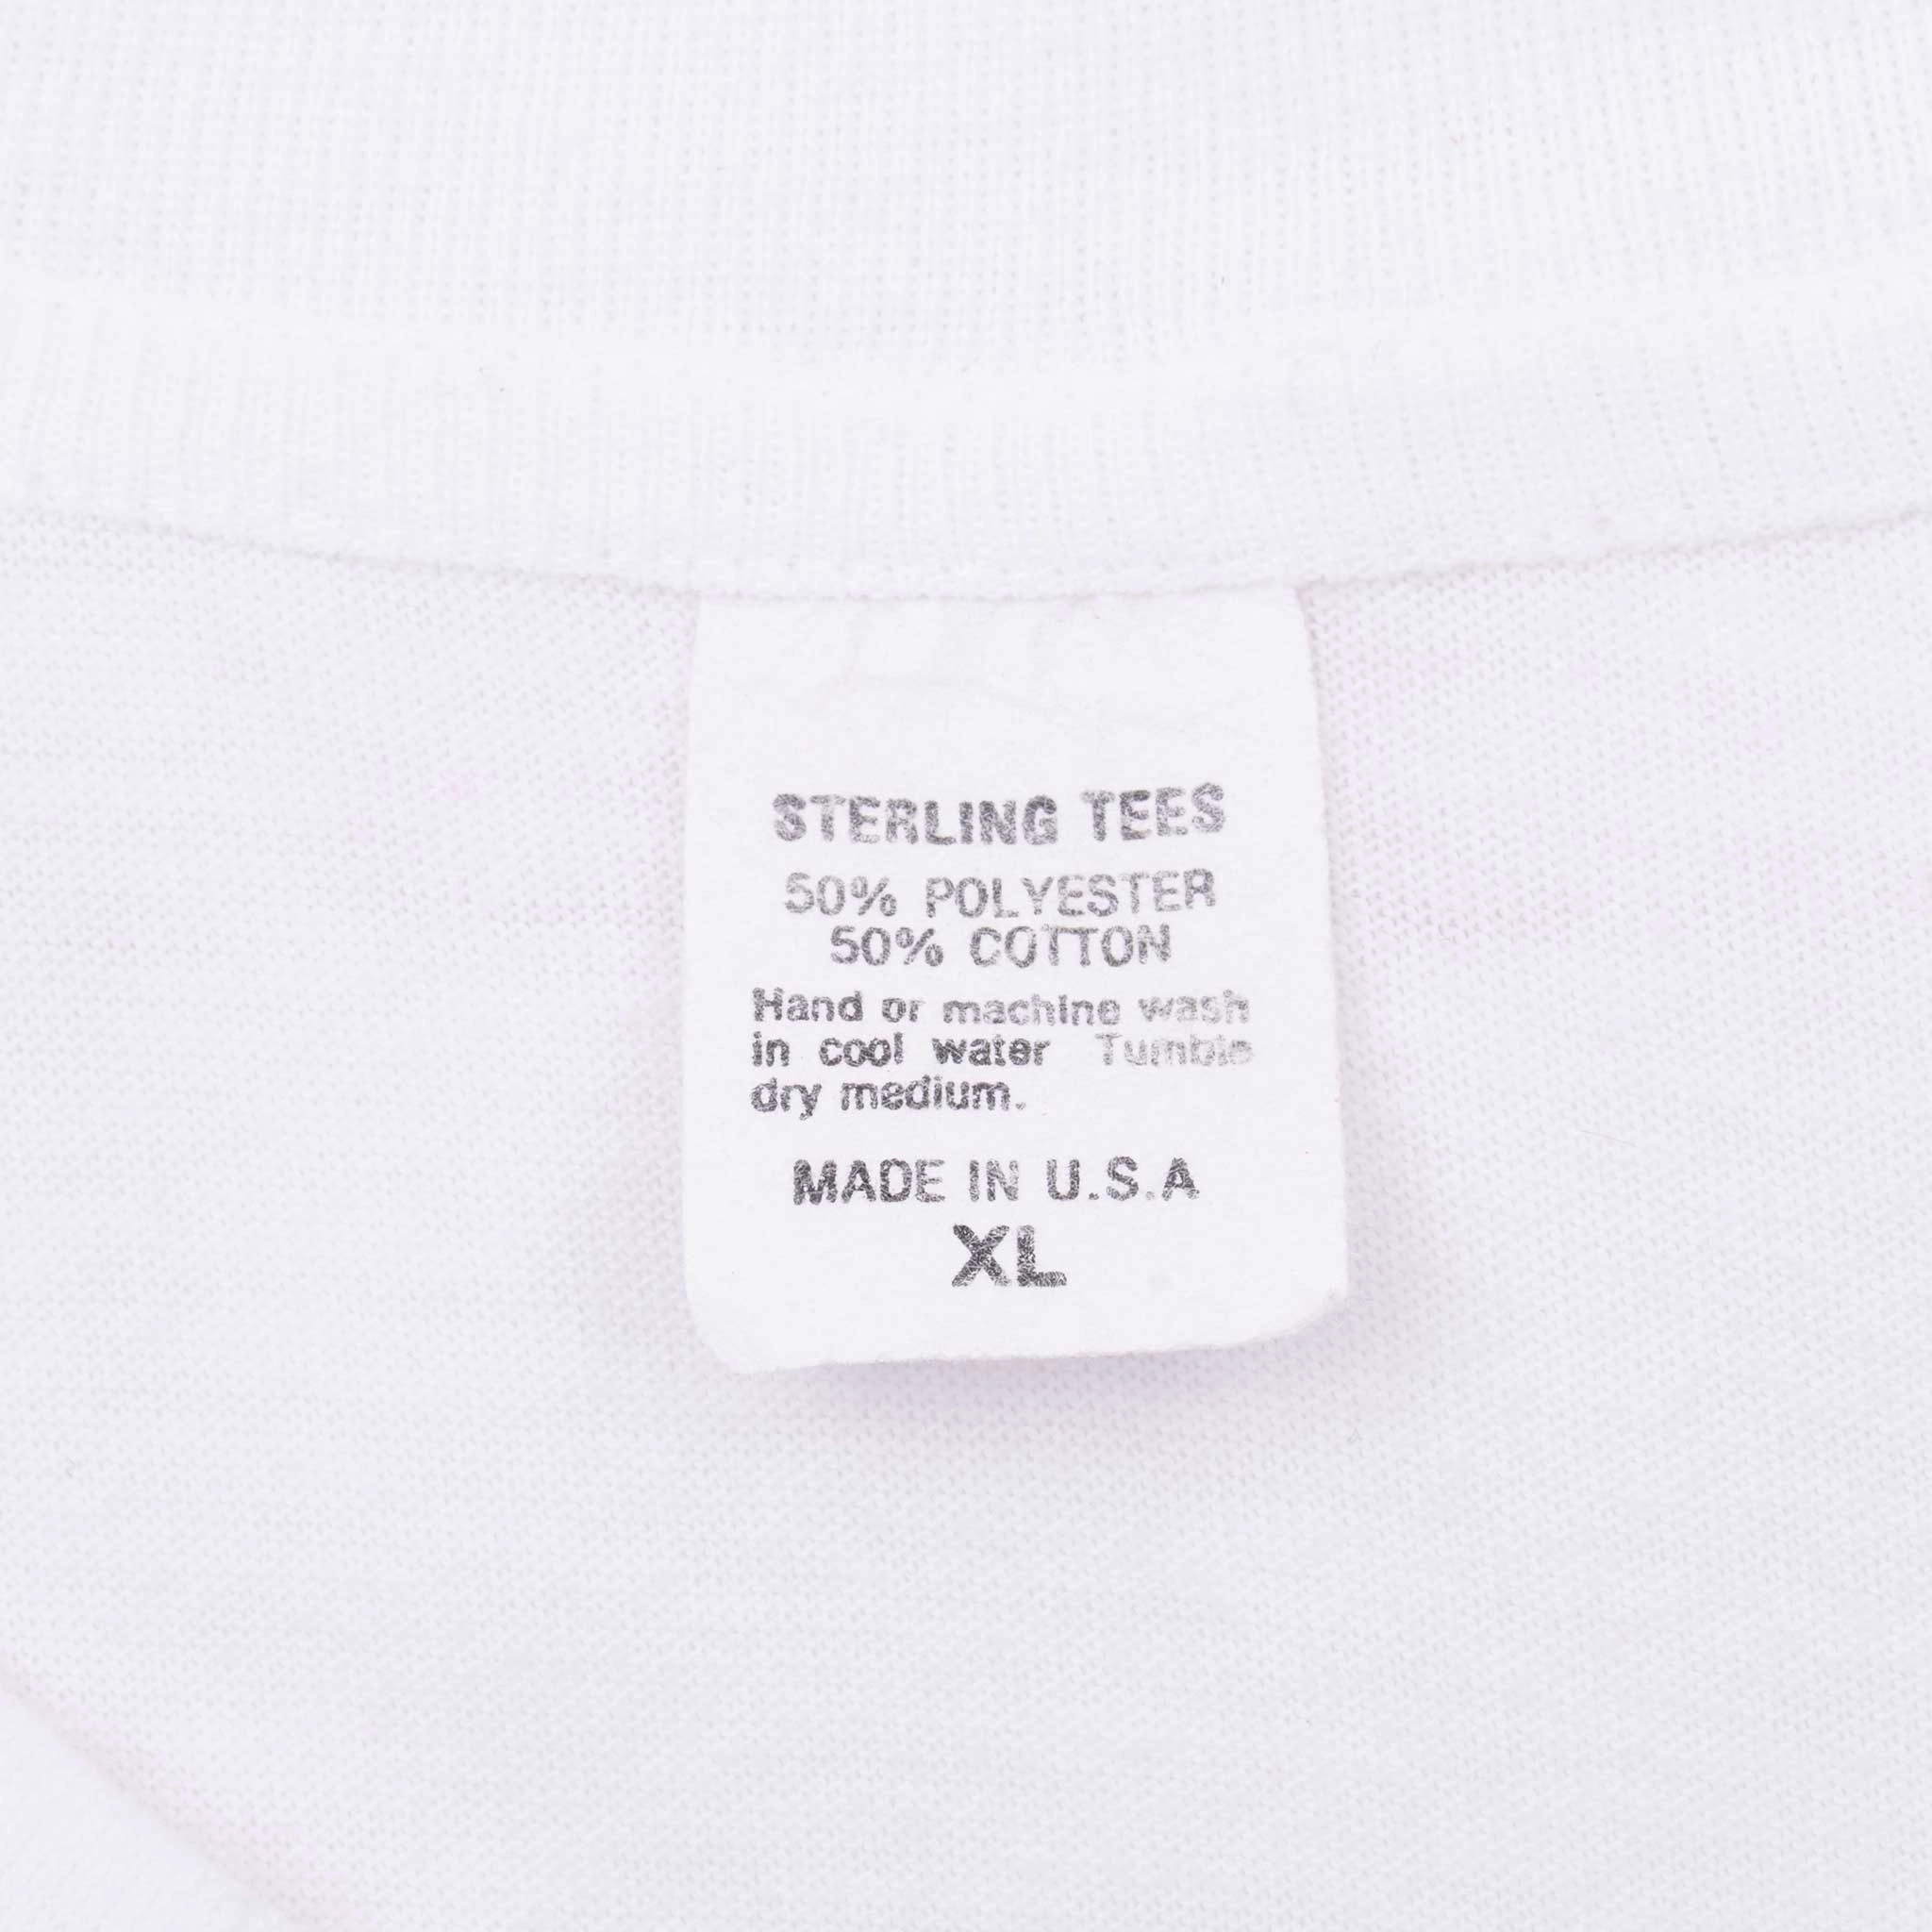 STERLING TEES
50% POLYESTER
50% COTTON
Hand or machine wash
in cool water Tumble
dry medium.
MADE IN U.S.A
XL